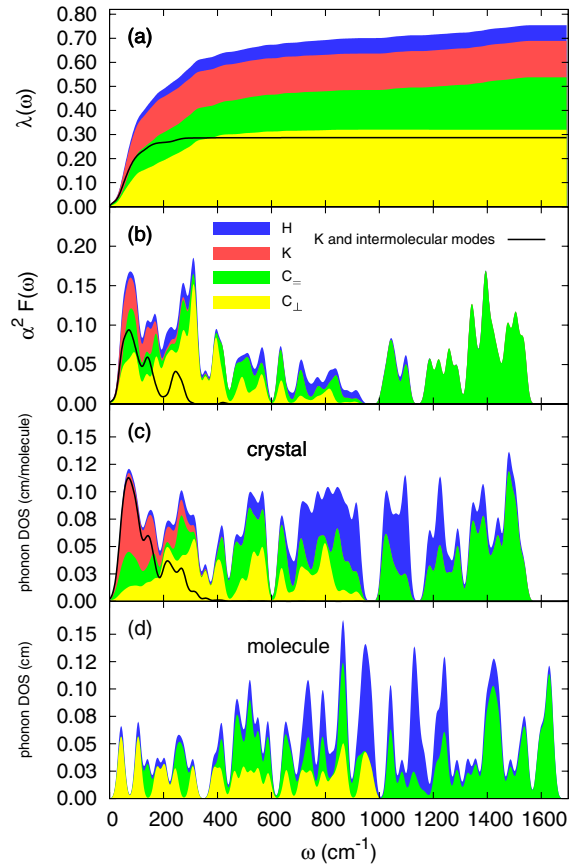 0.80
0.70
0.60
0.50
0.40
0.30
0.20
0.10
0.00
λ(ω)
(a)
0.20
0.15
0.10
0.05
0.00
α² F(ω)
(b)
H
K
C₌
C⊥
K and intermolecular modes
0.15
0.12
0.10
0.08
0.05
0.03
0.00
phonon DOS (cm/molecule)
(c)
crystal
0.15
0.12
0.10
0.08
0.05
0.03
0.00
phonon DOS (cm)
(d)
molecule
0 200 400 600 800 1000 1200 1400 1600
ω (cm⁻¹)